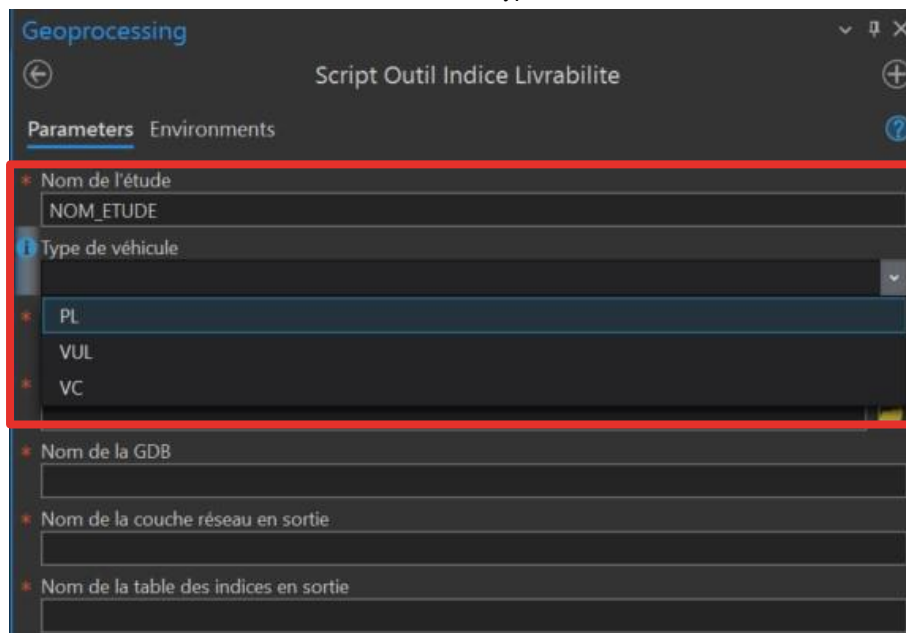 Geoprocessing
Script Outil Indice Livrabilite
Parameters Environments
* Nom de l'étude
NOM_ETUDE
Type de véhicule
* PL
VUL
* VC
* Nom de la GDB
* Nom de la couche réseau en sortie
* Nom de la table des indices en sortie